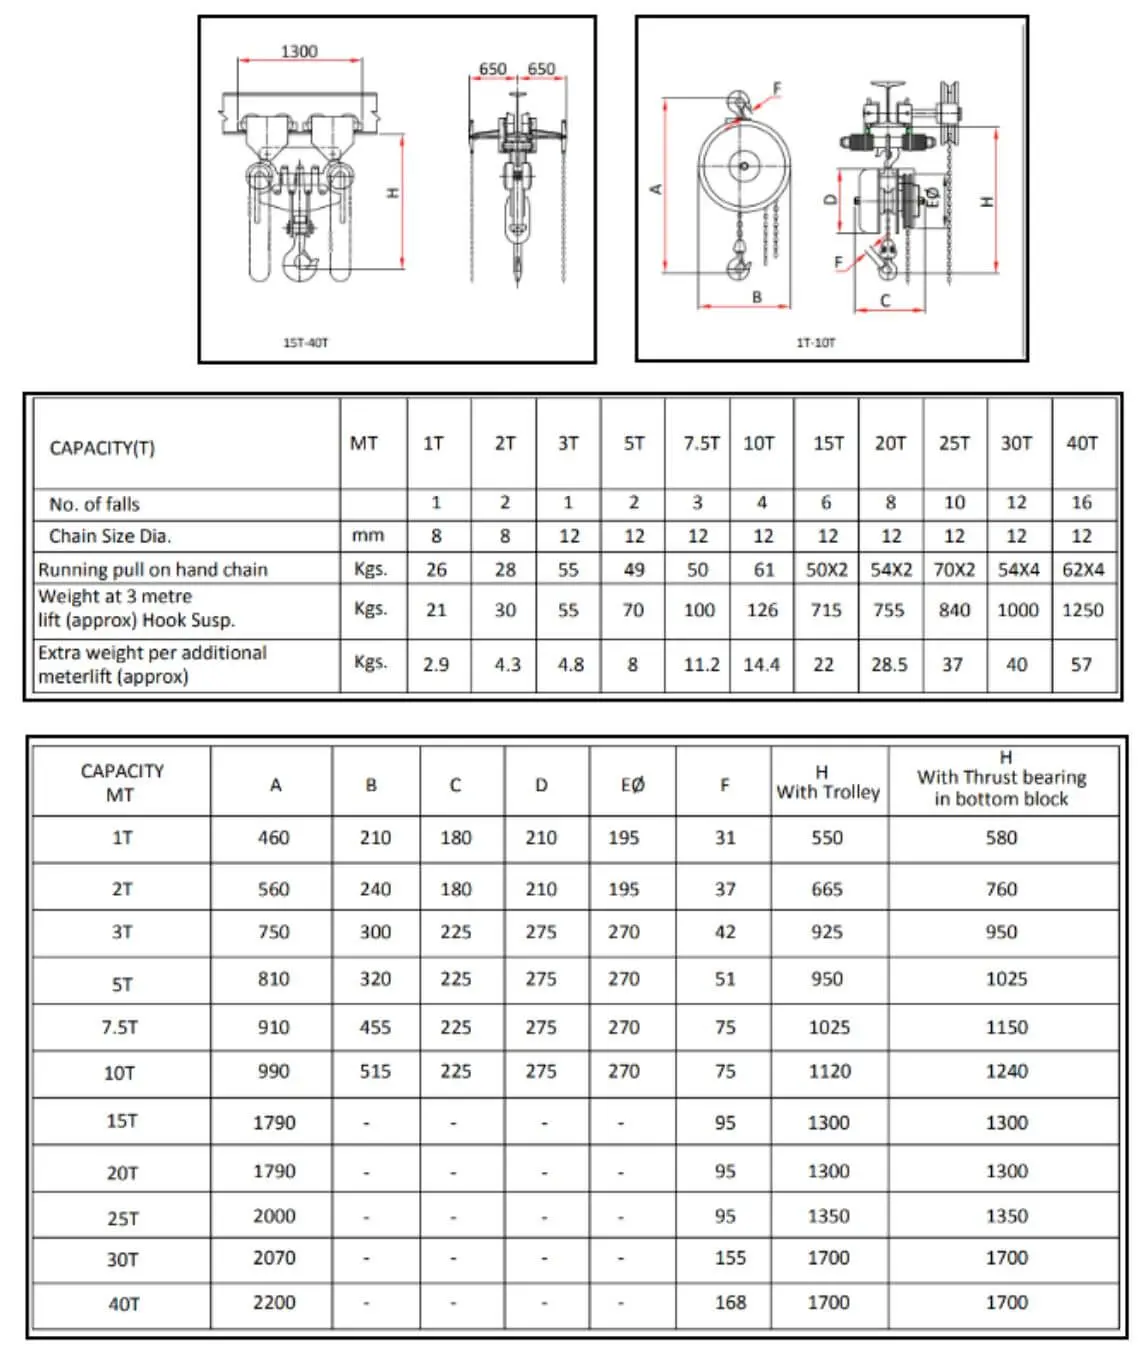 1300
650 650
H
15T-40T
F
A
B
D
EØ
H
F
C
1T-10T
CAPACITY(T) MT 1T 2T 3T 5T 7.5T 10T 15T 20T 25T 30T 40T
No. of falls 1 2 1 2 3 4 6 8 10 12 16
Chain Size Dia. mm 8 8 12 12 12 12 12 12 12 12 12
Running pull on hand chain Kgs. 26 28 55 49 50 61 50X2 54X2 70X2 54X4 62X4
Weight at 3 metre
lift (approx) Hook Susp. Kgs. 21 30 55 70 100 126 715 755 840 1000 1250
Extra weight per additional
meterlift (approx) Kgs. 2.9 4.3 4.8 8 11.2 14.4 22 28.5 37 40 57
CAPACITY
MT A B C D EØ F H
With Trolley H
With Thrust bearing
in bottom block
1T 460 210 180 210 195 31 550 580
2T 560 240 180 210 195 37 665 760
3T 750 300 225 275 270 42 925 950
5T 810 320 225 275 270 51 950 1025
7.5T 910 455 225 275 270 75 1025 1150
10T 990 515 225 275 270 75 1120 1240
15T 1790 - - - - 95 1300 1300
20T 1790 - - - - 95 1300 1300
25T 2000 - - - - 95 1350 1350
30T 2070 - - - - 155 1700 1700
40T 2200 - - - - 168 1700 1700